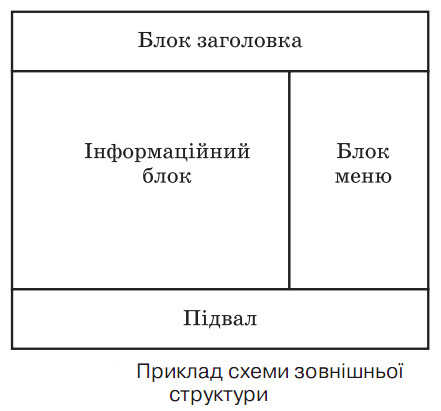 Блок заголовка
Інформаційний
блок
Блок
меню
Підвал
Приклад схеми зовнішньої
структури